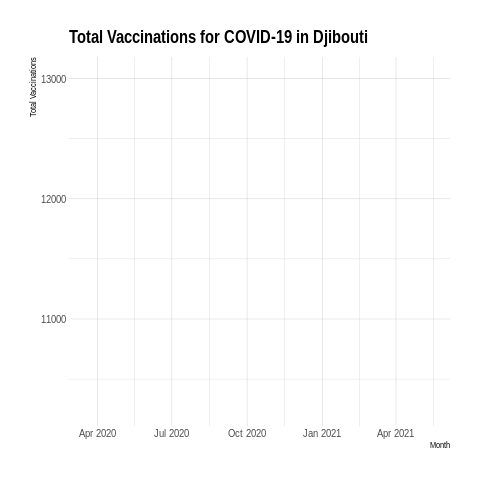 Total Vaccinations for COVID-19 in Djibouti
Total Vaccinations
13000
12000
11000
Apr 2020 Jul 2020 Oct 2020 Jan 2021 Apr 2021
Month